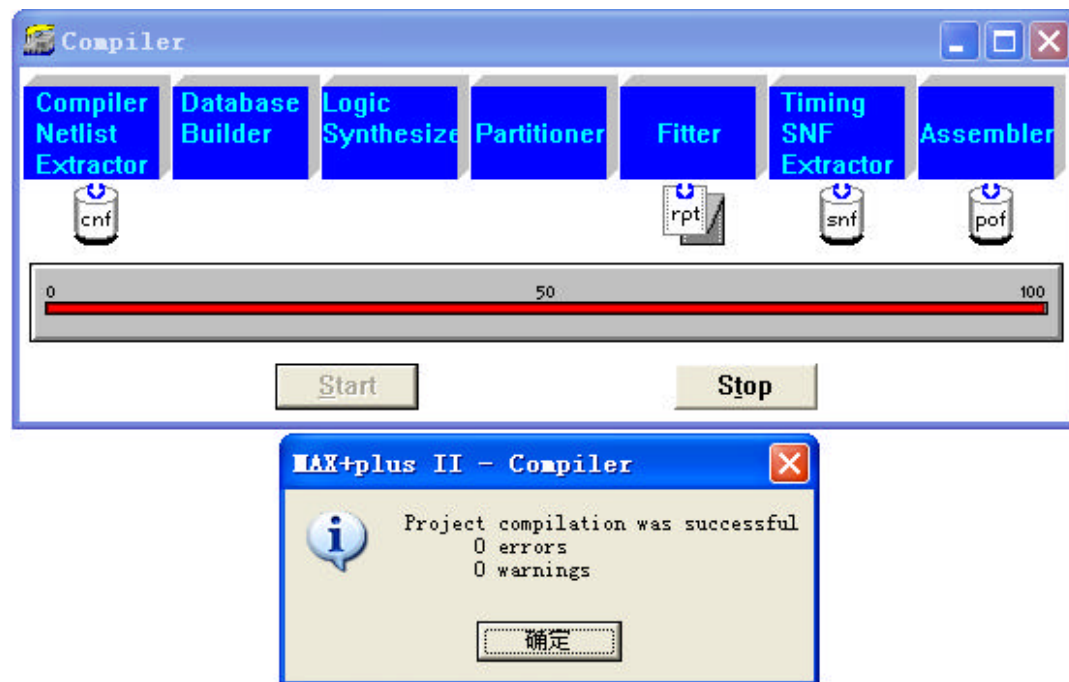 Compiler
Compiler
Netlist
Extractor
Database
Builder
Logic
Synthesize
Partitioner
Fitter
Timing
SNF
Extractor
Assembler
cnf
rpt
snf
pof
0 50 100
Start
Stop
MAX+plus II - Compiler
Project compilation was successful
0 errors
0 warnings
确定